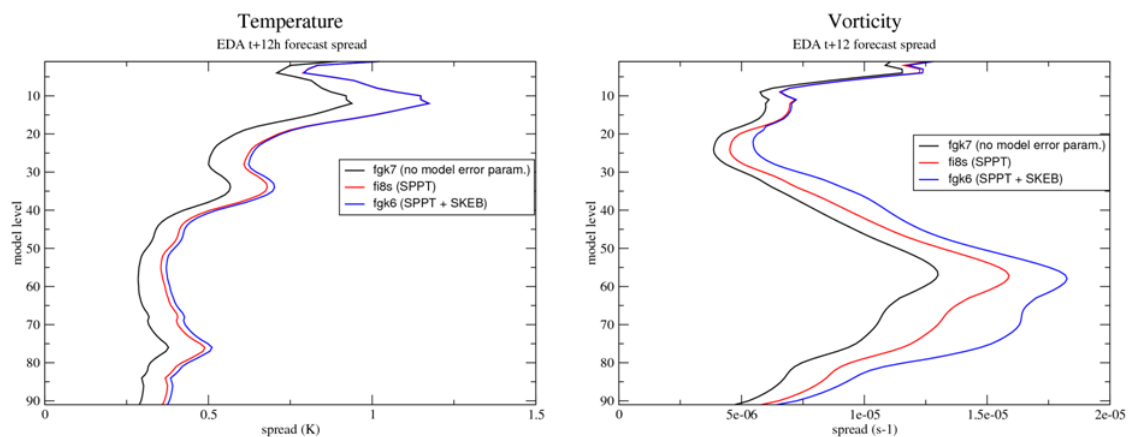 Temperature
EDA t+12h forecast spread
10
20
30
40
50
60
70
80
90
model level
fgk7 (no model error param.)
fi8s (SPPT)
fgk6 (SPPT + SKEB)
0
0.5
1
1.5
spread (K)
Vorticity
EDA t+12 forecast spread
10
20
30
40
50
60
70
80
90
model level
fgk7 (no model error param.)
fi8s (SPPT)
fgk6 (SPPT + SKEB)
0
5e-06
1e-05
1.5e-05
2e-05
spread (s-1)